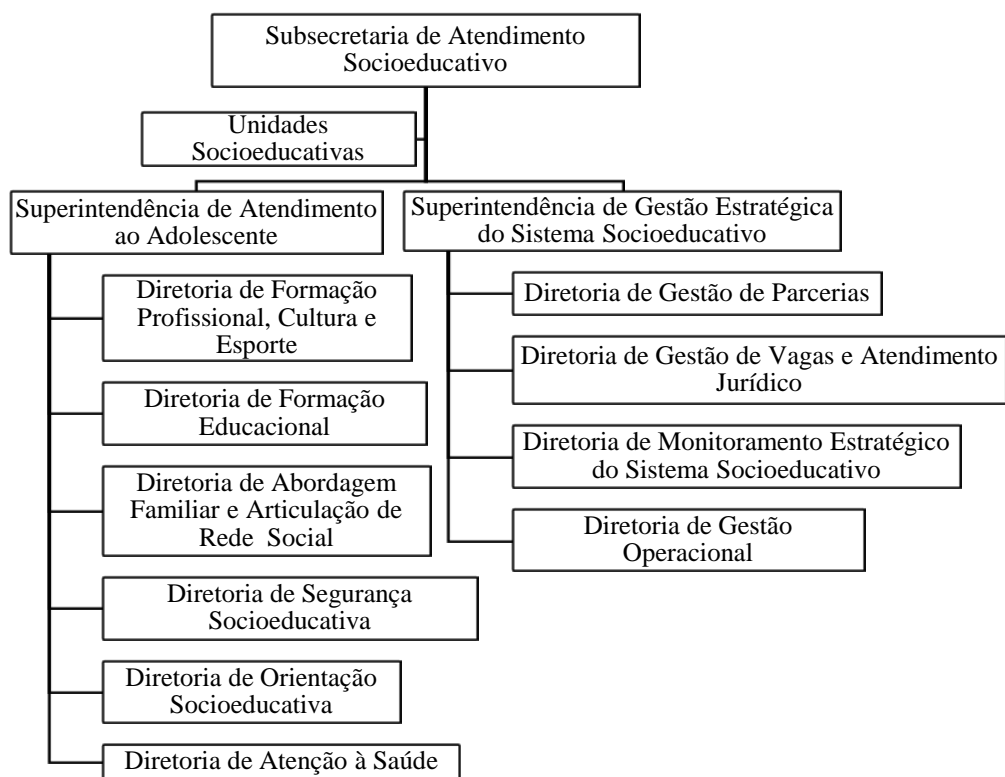 Subsecretaria de Atendimento
Socioeducativo
Unidades
Socioeducativas
Superintendência de Atendimento
ao Adolescente
Diretoria de Formação
Profissional, Cultura e
Esporte
Diretoria de Formação
Educacional
Diretoria de Abordagem
Familiar e Articulação de
Rede Social
Diretoria de Segurança
Socioeducativa
Diretoria de Orientação
Socioeducativa
Diretoria de Atenção à Saúde
Superintendência de Gestão Estratégica
do Sistema Socioeducativo
Diretoria de Gestão de Parcerias
Diretoria de Gestão de Vagas e Atendimento
Jurídico
Diretoria de Monitoramento Estratégico
do Sistema Socioeducativo
Diretoria de Gestão
Operacional